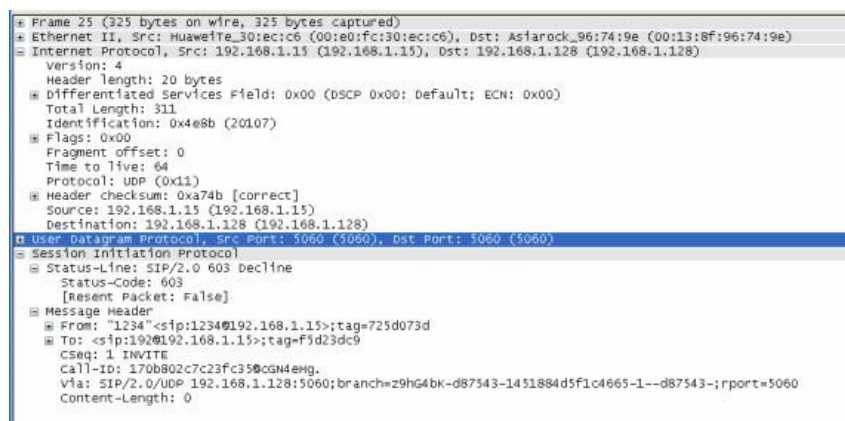 Frame 25 (325 bytes on wire, 325 bytes captured)
Ethernet II, Src: HuaweiTe_30:ec:c6 (00:e0:fc:30:ec:c6), Dst: Asiarock_96:74:9e (00:13:8f:96:74:9e)
Internet Protocol, Src: 192.168.1.15 (192.168.1.15), Dst: 192.168.1.128 (192.168.1.128)
Version: 4
Header length: 20 bytes
Differentiated Services Field: 0x00 (DSCP 0x00: Default; ECN: 0x00)
Total Length: 311
Identification: 0x4e8b (20107)
Flags: 0x00
Fragment offset: 0
Time to live: 64
Protocol: UDP (0x11)
Header checksum: 0xa74b [correct]
Source: 192.168.1.15 (192.168.1.15)
Destination: 192.168.1.128 (192.168.1.128)
User Datagram Protocol, Src Port: 5060 (5060), Dst Port: 5060 (5060)
Session Initiation Protocol
Status-Line: SIP/2.0 603 Decline
Status-Code: 603
[Resent Packet: False]
Message Header
From: "1234"<sip:1234@192.168.1.15>;tag=725d073d
To: <sip:192@192.168.1.15>;tag=f5d23dc9
CSeq: 1 INVITE
Call-ID: 170b802c7c23fc35@cGN4eHg.
Via: SIP/2.0/UDP 192.168.1.128:5060;branch=z9hG4bK-d87543-1451884d5f1c4665-1--d87543-;rport=5060
Content-Length: 0